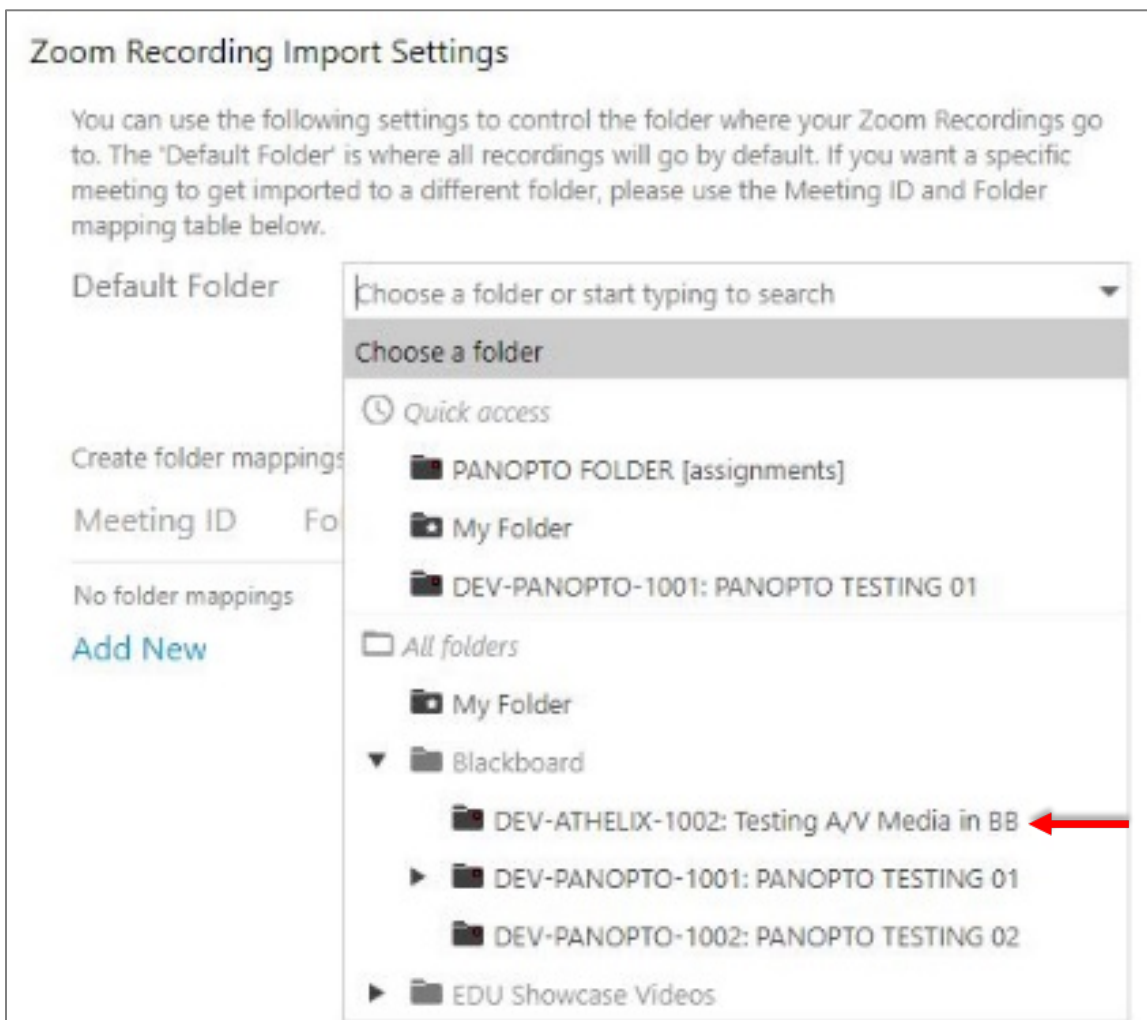 Zoom Recording Import Settings
You can use the following settings to control the folder where your Zoom Recordings go
to. The 'Default Folder' is where all recordings will go by default. If you want a specific
meeting to get imported to a different folder, please use the Meeting ID and Folder
mapping table below.
Default Folder
Choose a folder or start typing to search
Choose a folder
Quick access
PANOPTO FOLDER [assignments]
My Folder
DEV-PANOPTO-1001: PANOPTO TESTING 01
Create folder mappings
Meeting ID Fol
No folder mappings
Add New
All folders
My Folder
Blackboard
DEV-ATHELIX-1002: Testing A/V Media in BB
DEV-PANOPTO-1001: PANOPTO TESTING 01
DEV-PANOPTO-1002: PANOPTO TESTING 02
EDU Showcase Videos